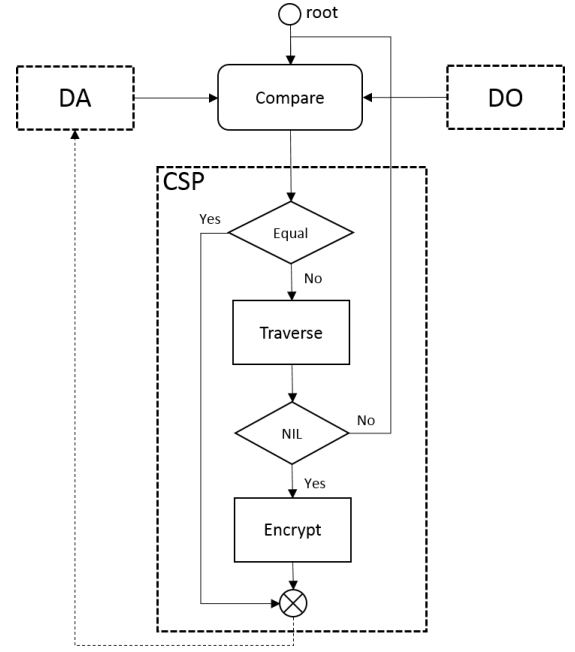 root
DA
Compare
DO
CSP
Yes
Equal
No
Traverse
No
NIL
Yes
Encrypt